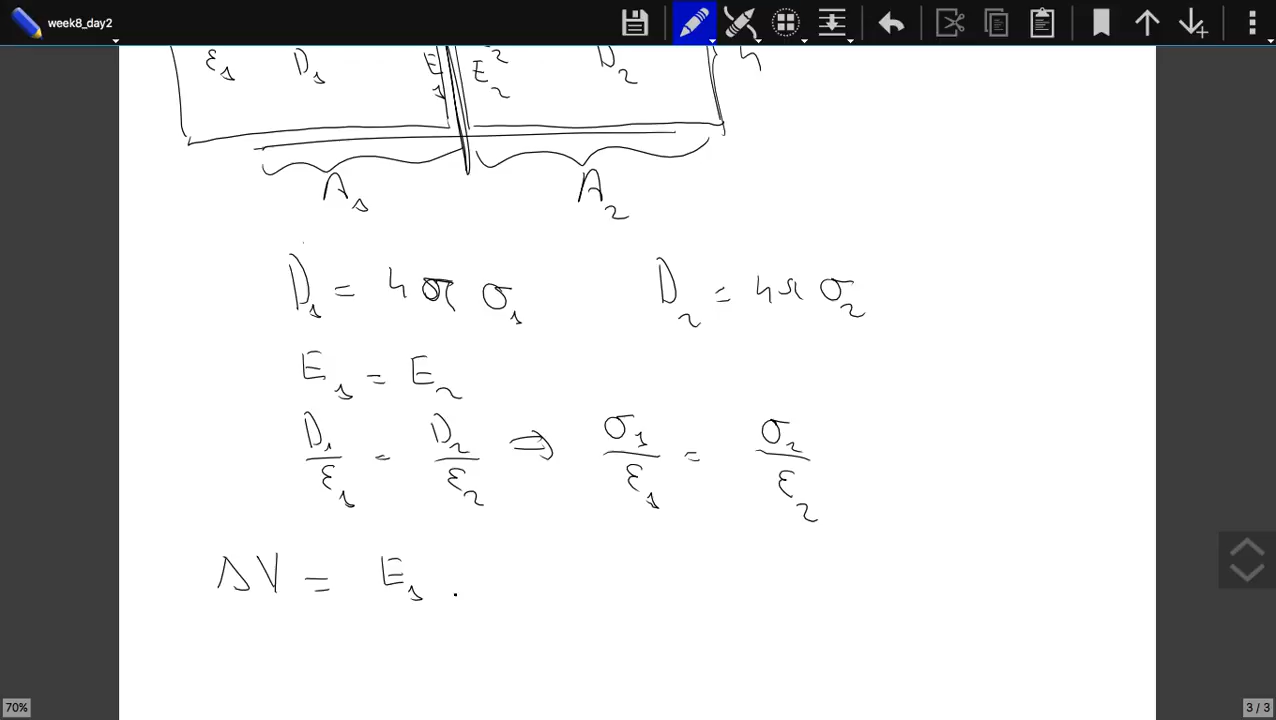 week8_day2
ε₁ D₁ E₁ E₂ 2 D₂ h
A₁ A₂
D₁ = 4π σ₁ D₂ = 4π σ₂
E₁ = E₂
D₁/ε₁ = D₂/ε₂ ⇒ σ₁/ε₁ = σ₂/ε₂
ΔV = E₁ ·
70%
3 / 3